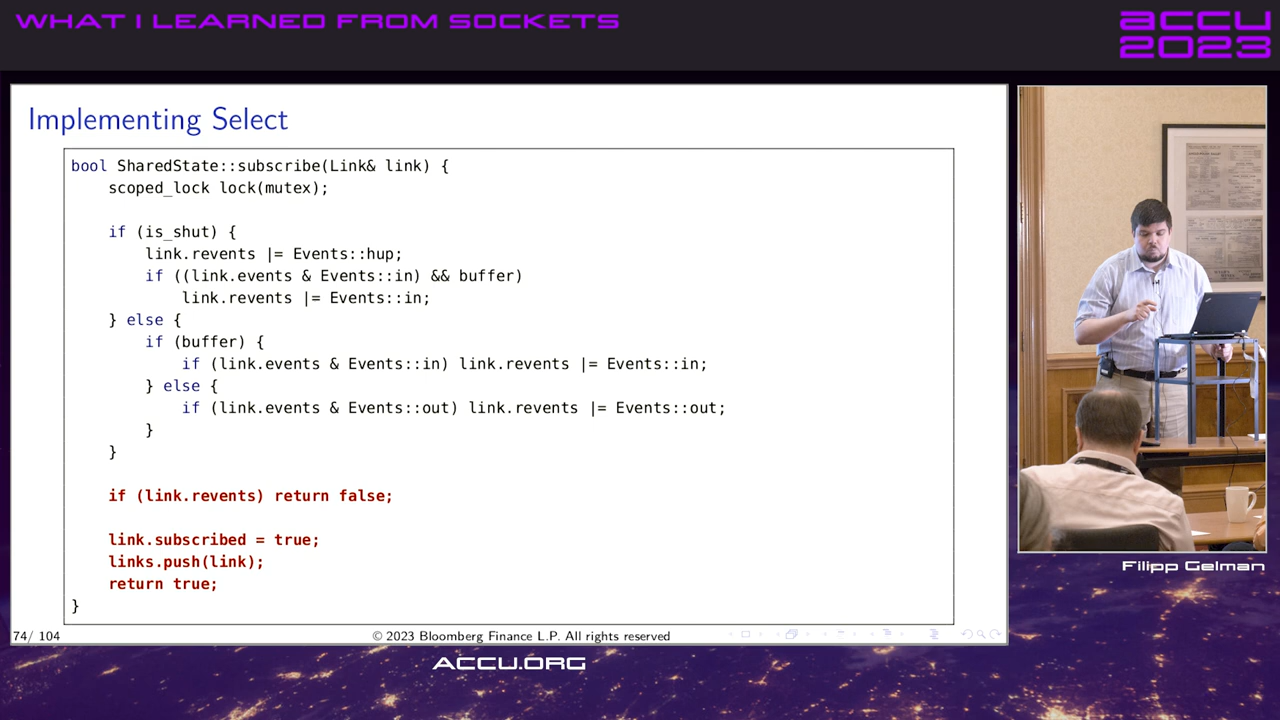 WHAT I LEARNED FROM SOCKETS
accu
2023
Implementing Select
bool SharedState::subscribe(Link& link) {
    scoped_lock lock(mutex);
    if (is_shut) {
        link.revents |= Events::hup;
        if ((link.events & Events::in) && buffer)
            link.revents |= Events::in;
    } else {
        if (buffer) {
            if (link.events & Events::in) link.revents |= Events::in;
        } else {
            if (link.events & Events::out) link.revents |= Events::out;
        }
    }
    if (link.revents) return false;
    link.subscribed = true;
    links.push(link);
    return true;
}
74/ 104
© 2023 Bloomberg Finance L.P. All rights reserved
Filipp Gelman
ACCU.ORG